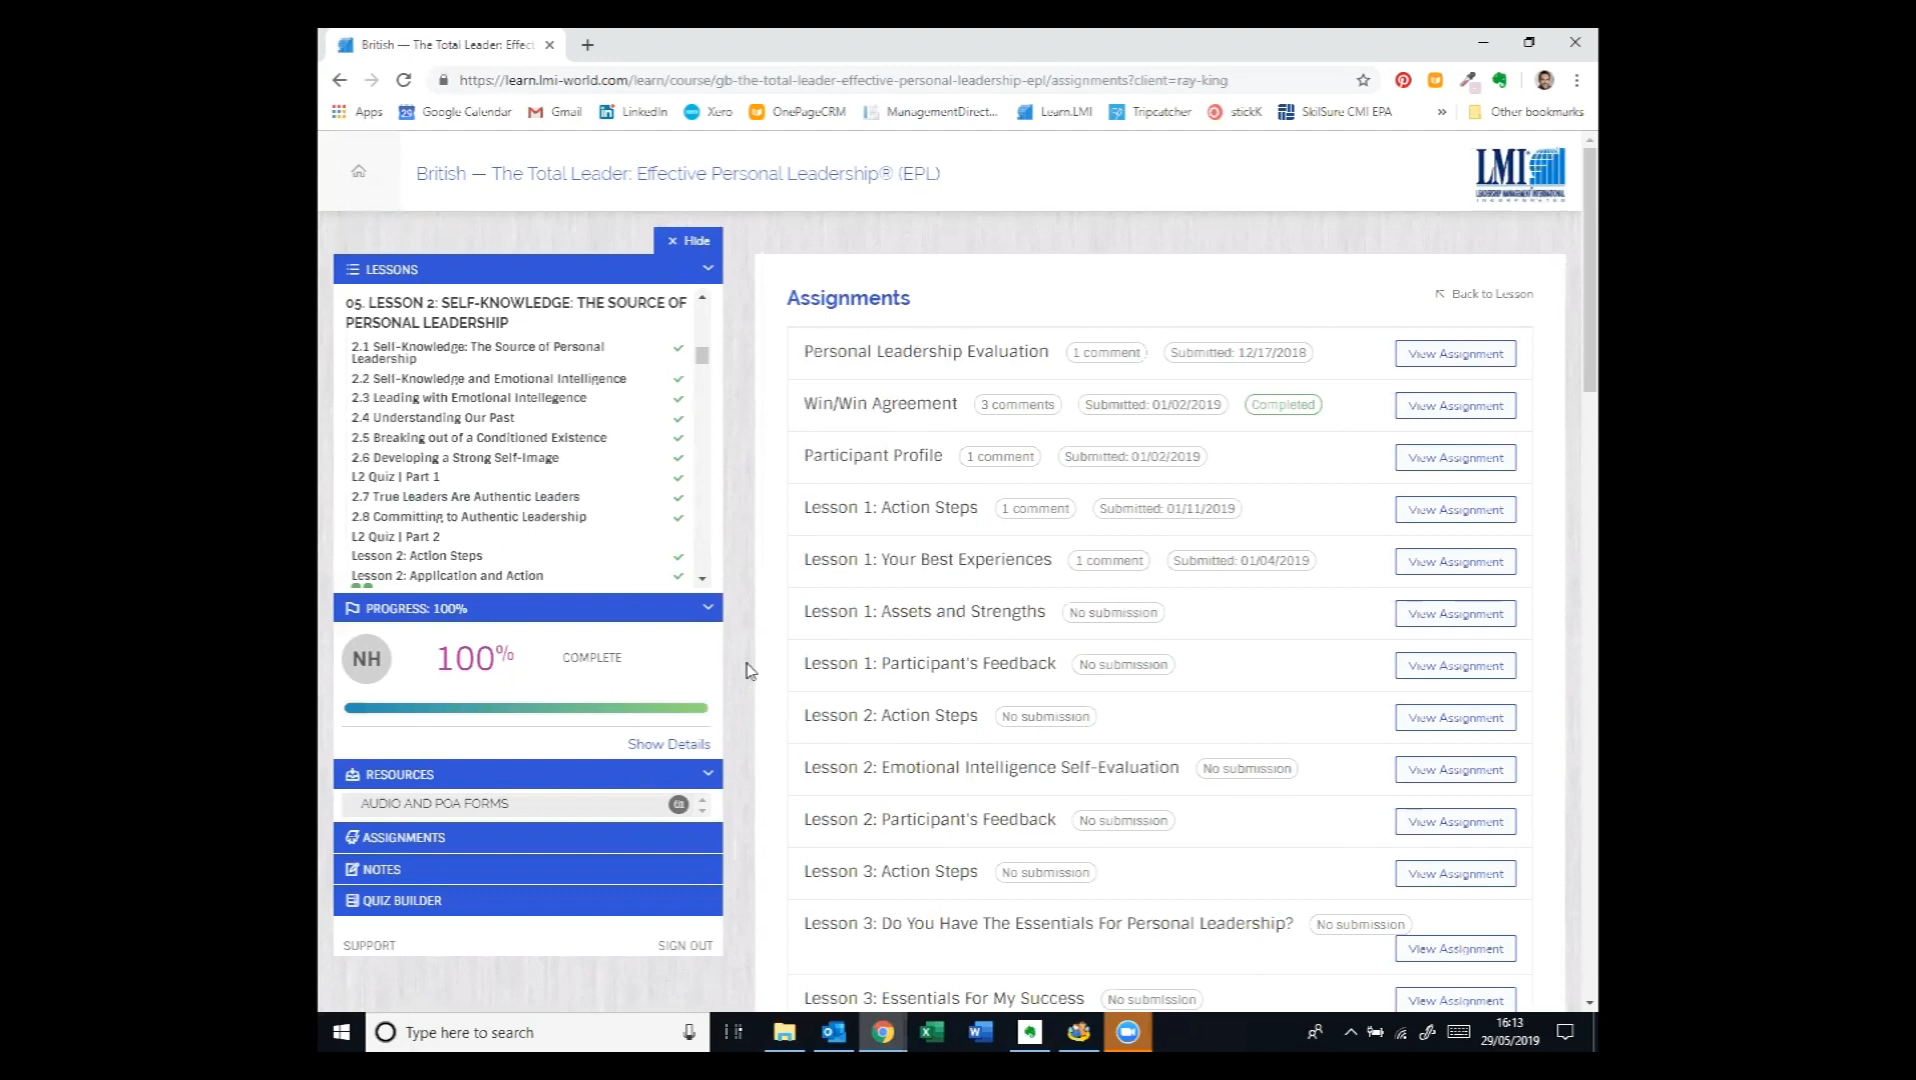 British — The Total Leader: Effect
https://learn.lmi-world.com/learn/course/gb-the-total-leader-effective-personal-leadership-epl/assignments?client=ray-king
Apps 29 Google Calendar Gmail LinkedIn Xero OnePageCRM ManagementDirect... Learn.LMI Tripcatcher stickK SkilSure CMI EPA » Other bookmarks
British — The Total Leader: Effective Personal Leadership® (EPL)
LMI
LEADERSHIP MANAGEMENT INTERNATIONAL
INCORPORATED
× Hide
LESSONS
05. LESSON 2: SELF-KNOWLEDGE: THE SOURCE OF
PERSONAL LEADERSHIP
2.1 Self-Knowledge: The Source of Personal
Leadership
2.2 Self-Knowledge and Emotional Intelligence
2.3 Leading with Emotional Intellegence
2.4 Understanding Our Past
2.5 Breaking out of a Conditioned Existence
2.6 Developing a Strong Self-Image
L2 Quiz | Part 1
2.7 True Leaders Are Authentic Leaders
2.8 Committing to Authentic Leadership
L2 Quiz | Part 2
Lesson 2: Action Steps
Lesson 2: Application and Action
PROGRESS: 100%
NH 100% COMPLETE
Show Details
RESOURCES
AUDIO AND POA FORMS
ASSIGNMENTS
NOTES
QUIZ BUILDER
SUPPORT SIGN OUT
Assignments Back to Lesson
Personal Leadership Evaluation 1 comment Submitted: 12/17/2018 View Assignment
Win/Win Agreement 3 comments Submitted: 01/02/2019 Completed View Assignment
Participant Profile 1 comment Submitted: 01/02/2019 View Assignment
Lesson 1: Action Steps 1 comment Submitted: 01/11/2019 View Assignment
Lesson 1: Your Best Experiences 1 comment Submitted: 01/04/2019 View Assignment
Lesson 1: Assets and Strengths No submission View Assignment
Lesson 1: Participant's Feedback No submission View Assignment
Lesson 2: Action Steps No submission View Assignment
Lesson 2: Emotional Intelligence Self-Evaluation No submission View Assignment
Lesson 2: Participant's Feedback No submission View Assignment
Lesson 3: Action Steps No submission View Assignment
Lesson 3: Do You Have The Essentials For Personal Leadership? No submission
View Assignment
Lesson 3: Essentials For My Success No submission View Assignment
Type here to search
16:13
29/05/2019